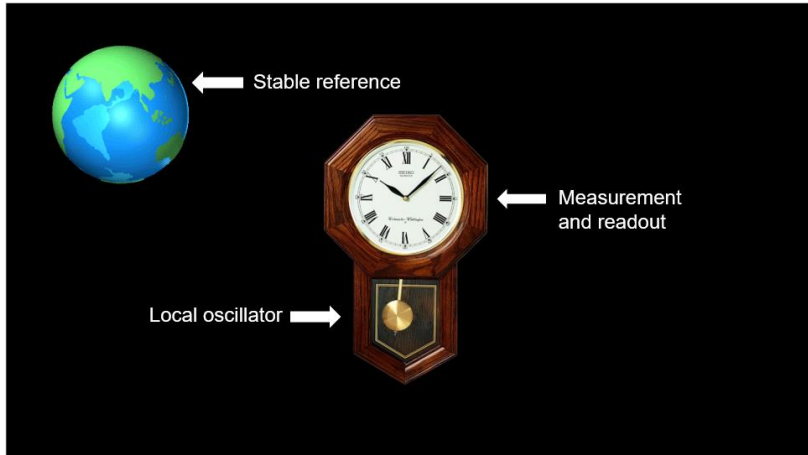 Stable reference
SEIKO
Measurement
and readout
Local oscillator